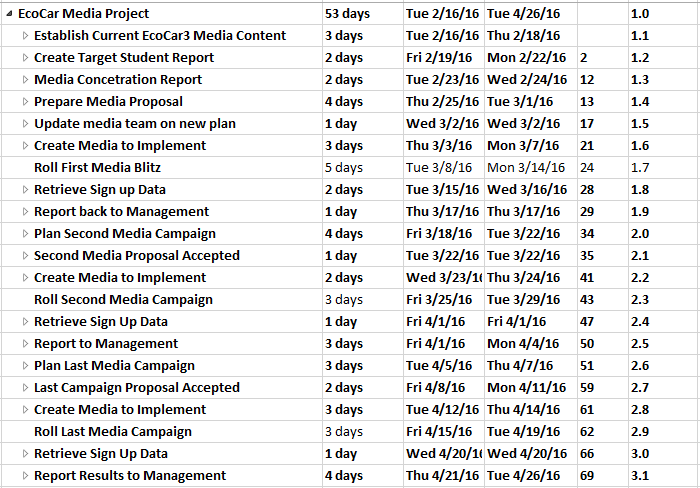 EcoCar Media Project 53 days Tue 2/16/16 Tue 4/26/16 1.0
Establish Current EcoCar3 Media Content 3 days Tue 2/16/16 Thu 2/18/16 1.1
Create Target Student Report 2 days Fri 2/19/16 Mon 2/22/16 2 1.2
Media Concetration Report 2 days Tue 2/23/16 Wed 2/24/16 12 1.3
Prepare Media Proposal 4 days Thu 2/25/16 Tue 3/1/16 13 1.4
Update media team on new plan 1 day Wed 3/2/16 Wed 3/2/16 17 1.5
Create Media to Implement 3 days Thu 3/3/16 Mon 3/7/16 21 1.6
Roll First Media Blitz 5 days Tue 3/8/16 Mon 3/14/16 24 1.7
Retrieve Sign up Data 2 days Tue 3/15/16 Wed 3/16/16 28 1.8
Report back to Management 1 day Thu 3/17/16 Thu 3/17/16 29 1.9
Plan Second Media Campaign 4 days Fri 3/18/16 Tue 3/22/16 34 2.0
Second Media Proposal Accepted 1 day Tue 3/22/16 Tue 3/22/16 35 2.1
Create Media to Implement 2 days Wed 3/23/1 Thu 3/24/16 41 2.2
Roll Second Media Campaign 3 days Fri 3/25/16 Tue 3/29/16 43 2.3
Retrieve Sign Up Data 1 day Fri 4/1/16 Fri 4/1/16 47 2.4
Report to Management 3 days Fri 4/1/16 Mon 4/4/16 50 2.5
Plan Last Media Campaign 3 days Tue 4/5/16 Thu 4/7/16 51 2.6
Last Campaign Proposal Accepted 2 days Fri 4/8/16 Mon 4/11/16 59 2.7
Create Media to Implement 3 days Tue 4/12/16 Thu 4/14/16 61 2.8
Roll Last Media Campaign 3 days Fri 4/15/16 Tue 4/19/16 62 2.9
Retrieve Sign Up Data 1 day Wed 4/20/1 Wed 4/20/16 66 3.0
Report Results to Management 4 days Thu 4/21/16 Tue 4/26/16 69 3.1